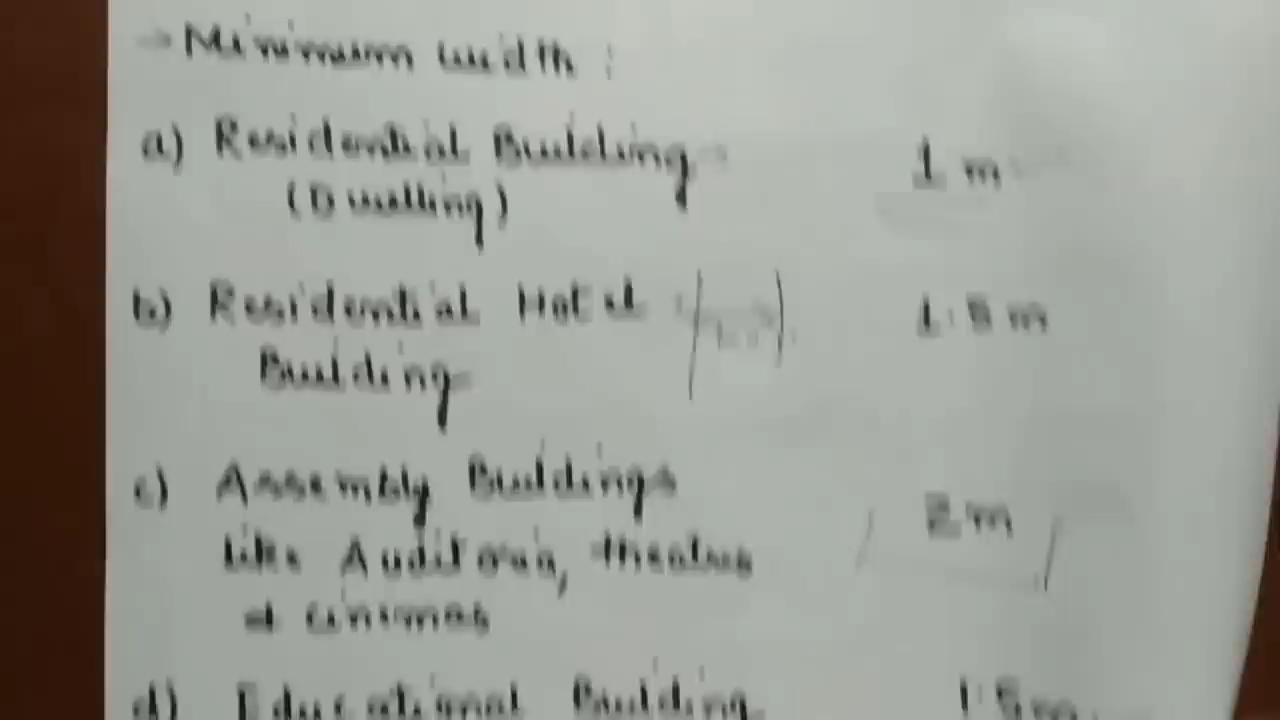 → Minimum width :
a) Residential Building 1 m
(Dwelling)
b) Residential Hotel 1.5 m
Building
c) Assembly Buildings
2 m
like Auditoria, theatres
& cinemas
d) Educational Building 1.5 m